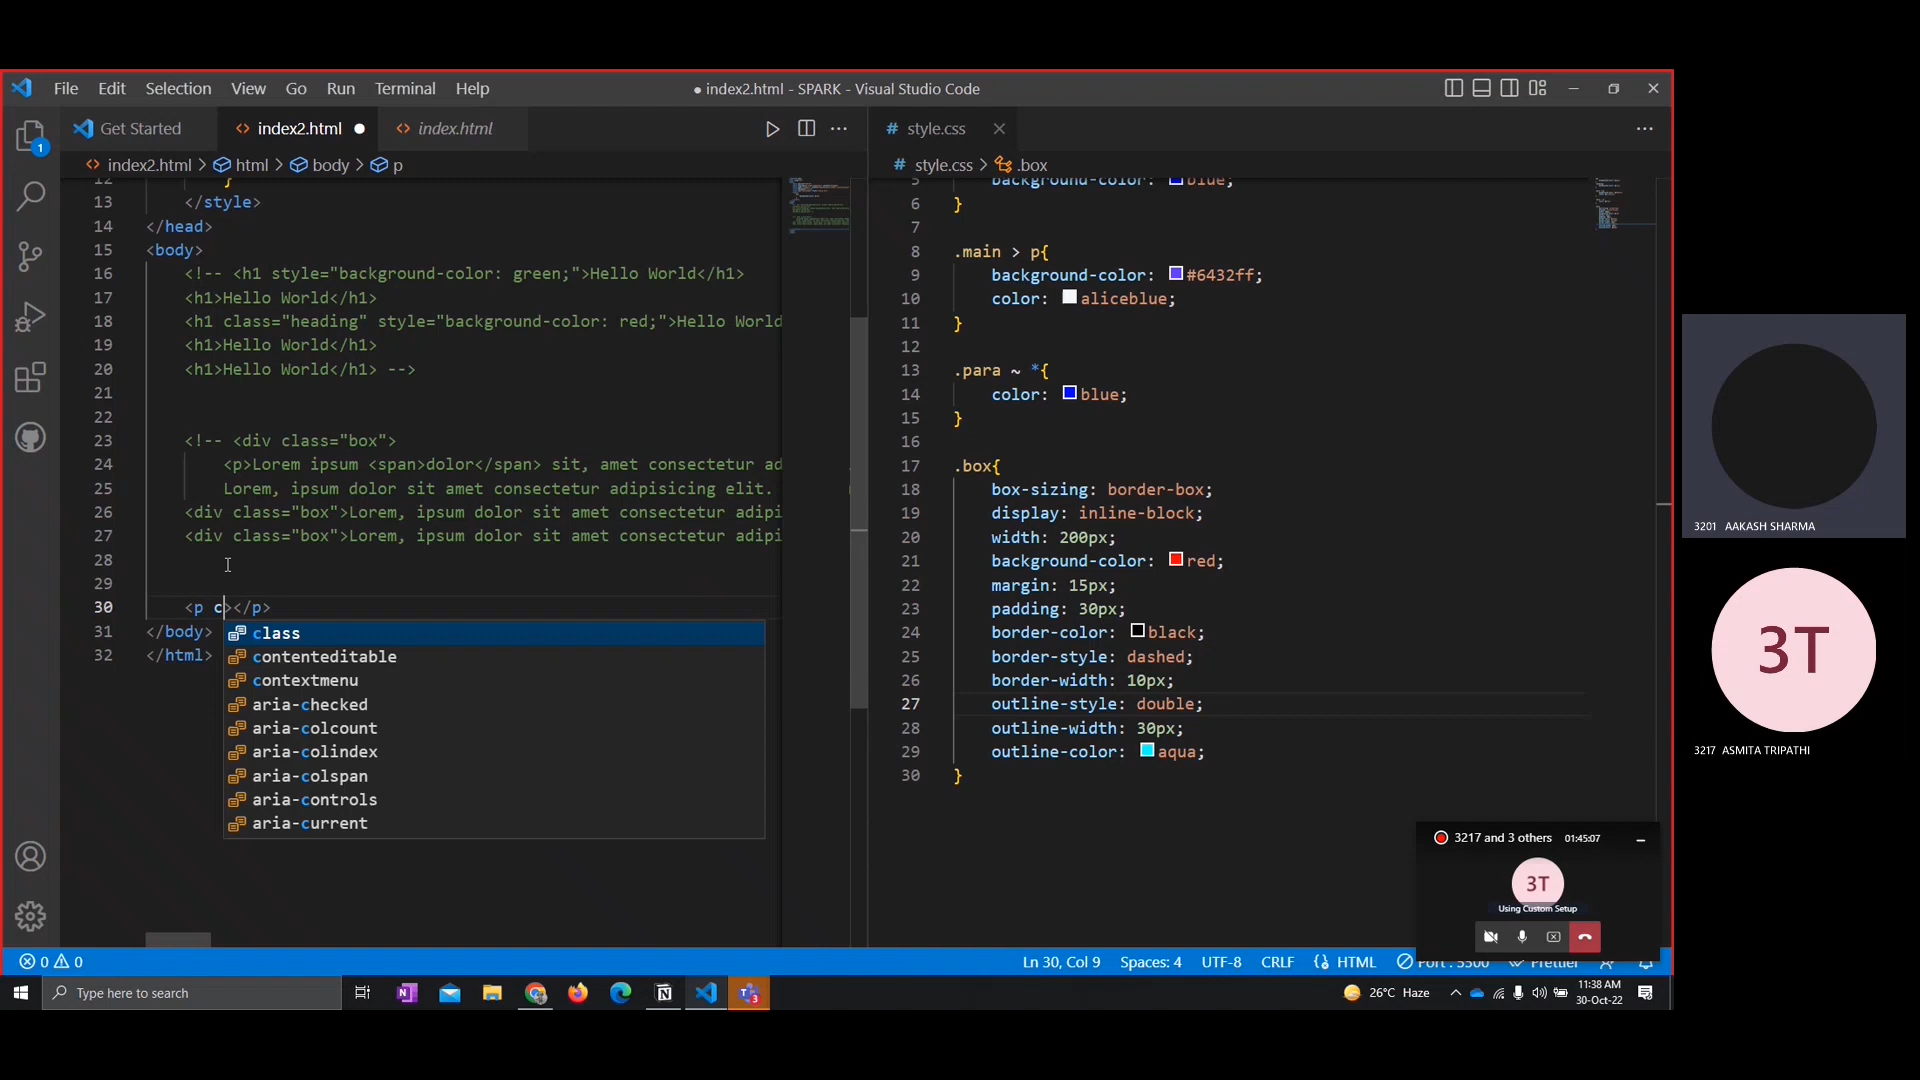 File Edit Selection View Go Run Terminal Help
● index2.html - SPARK - Visual Studio Code
Get Started
index2.html ●
index.html
index2.html > html > body > p
12 }
13 </style>
14 </head>
15 <body>
16 <!-- <h1 style="background-color: green;">Hello World</h1>
17 <h1>Hello World</h1>
18 <h1 class="heading" style="background-color: red;">Hello World
19 <h1>Hello World</h1>
20 <h1>Hello World</h1> -->
21
22
23 <!-- <div class="box">
24 <p>Lorem ipsum <span>dolor</span> sit, amet consectetur ad
25 Lorem, ipsum dolor sit amet consectetur adipisicing elit.
26 <div class="box">Lorem, ipsum dolor sit amet consectetur adipi
27 <div class="box">Lorem, ipsum dolor sit amet consectetur adipi
28
29
30 <p c></p>
31 </body>
32 </html>
class
contenteditable
contextmenu
aria-checked
aria-colcount
aria-colindex
aria-colspan
aria-controls
aria-current
# style.css
# style.css > .box
5 background-color: blue;
6 }
7
8 .main > p{
9 background-color: #6432ff;
10 color: aliceblue;
11 }
12
13 .para ~ *{
14 color: blue;
15 }
16
17 .box{
18 box-sizing: border-box;
19 display: inline-block;
20 width: 200px;
21 background-color: red;
22 margin: 15px;
23 padding: 30px;
24 border-color: black;
25 border-style: dashed;
26 border-width: 10px;
27 outline-style: double;
28 outline-width: 30px;
29 outline-color: aqua;
30 }
1
3201 AAKASH SHARMA
3T
3217 ASMITA TRIPATHI
3217 and 3 others 01:45:07
3T
Using Custom Setup
0 0
Ln 30, Col 9 Spaces: 4 UTF-8 CRLF HTML Port : 5500 Prettier
Type here to search
N
3
26°C Haze
11:38 AM
30-Oct-22